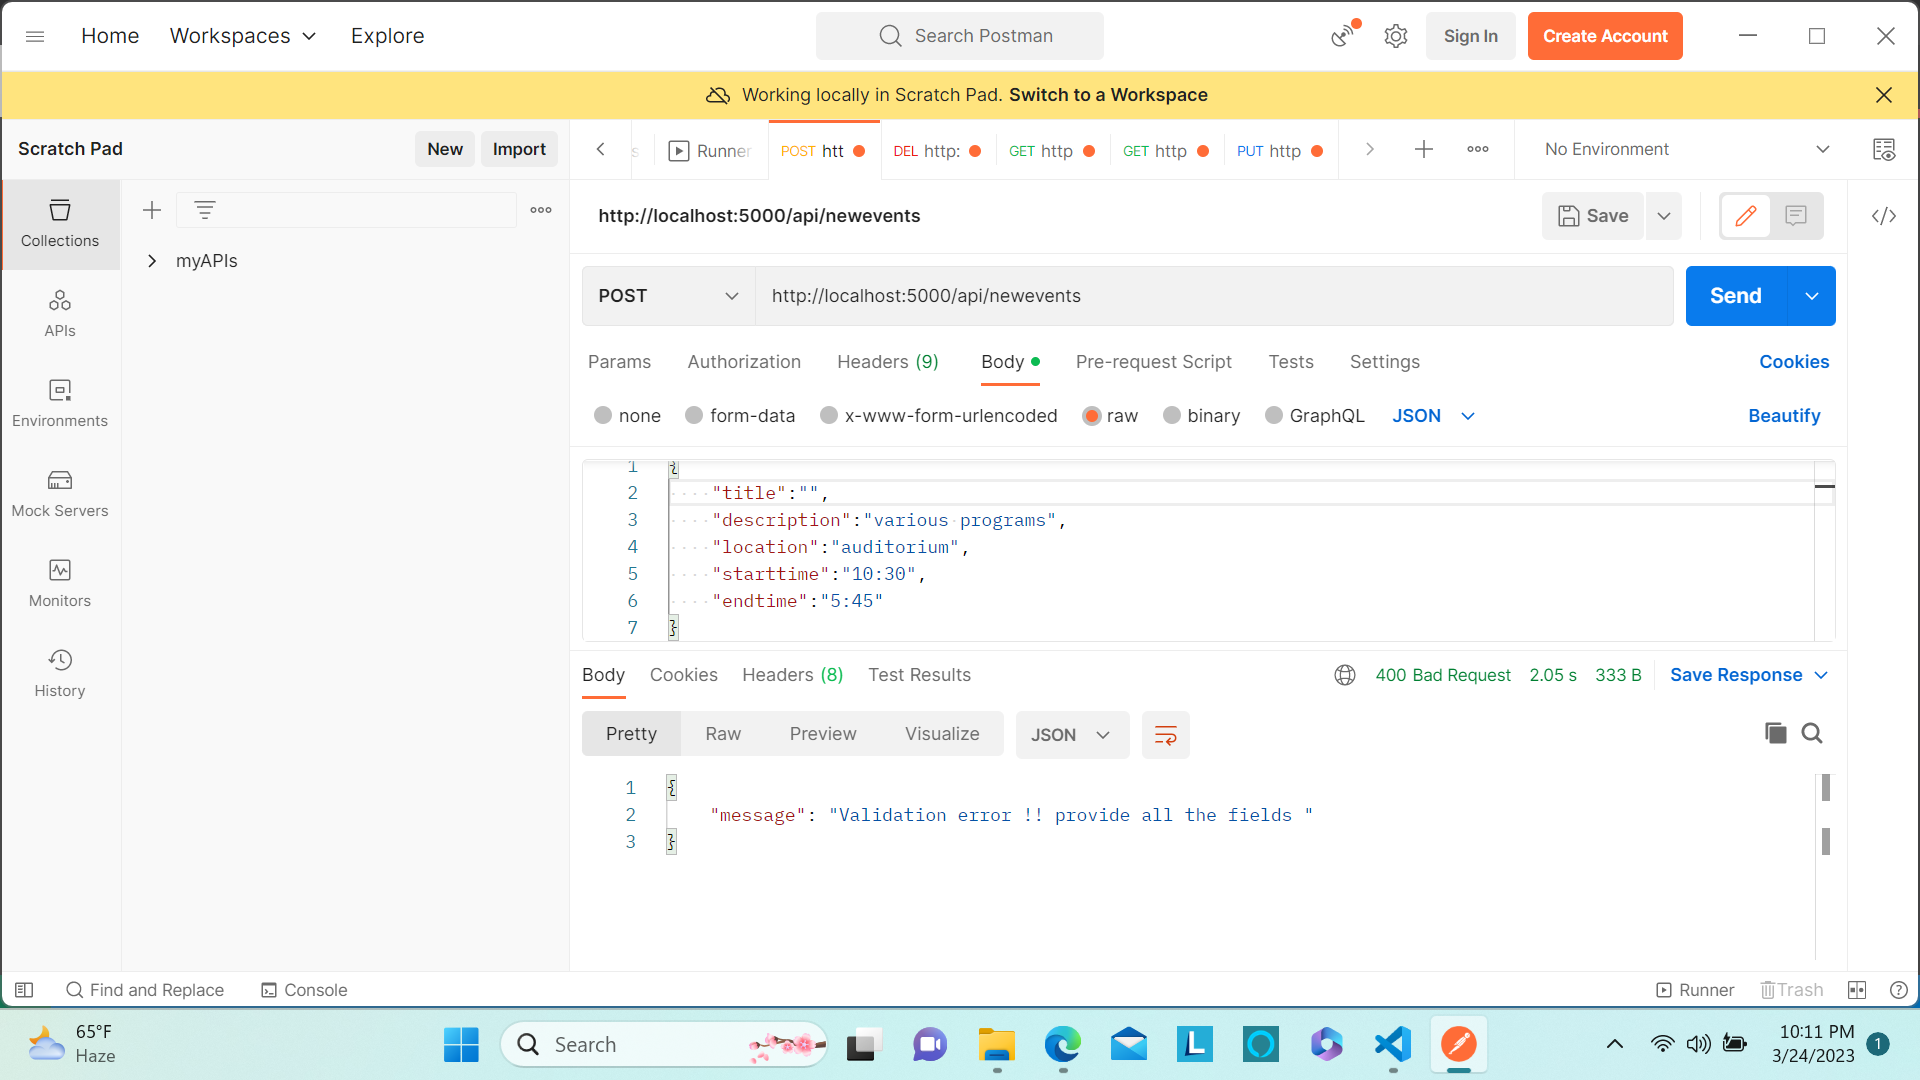 Home Workspaces Explore Search Postman Sign In Create Account
Working locally in Scratch Pad. Switch to a Workspace
Scratch Pad New Import s Runner POST htt DEL http: GET http GET http PUT http No Environment
http://localhost:5000/api/newevents Save
Collections
myAPIs
POST http://localhost:5000/api/newevents Send
APIs
Params Authorization Headers (9) Body Pre-request Script Tests Settings Cookies
Environments
none form-data x-www-form-urlencoded raw binary GraphQL JSON Beautify
1 {
2 "title":"",
Mock Servers
3 "description":"various programs",
4 "location":"auditorium",
5 "starttime":"10:30",
Monitors
6 "endtime":"5:45"
7 }
History
Body Cookies Headers (8) Test Results 400 Bad Request 2.05 s 333 B Save Response
Pretty Raw Preview Visualize JSON
1 {
2 "message": "Validation error !! provide all the fields "
3 }
Find and Replace Console Runner Trash
65°F
Haze
Search
L
10:11 PM
3/24/2023
1